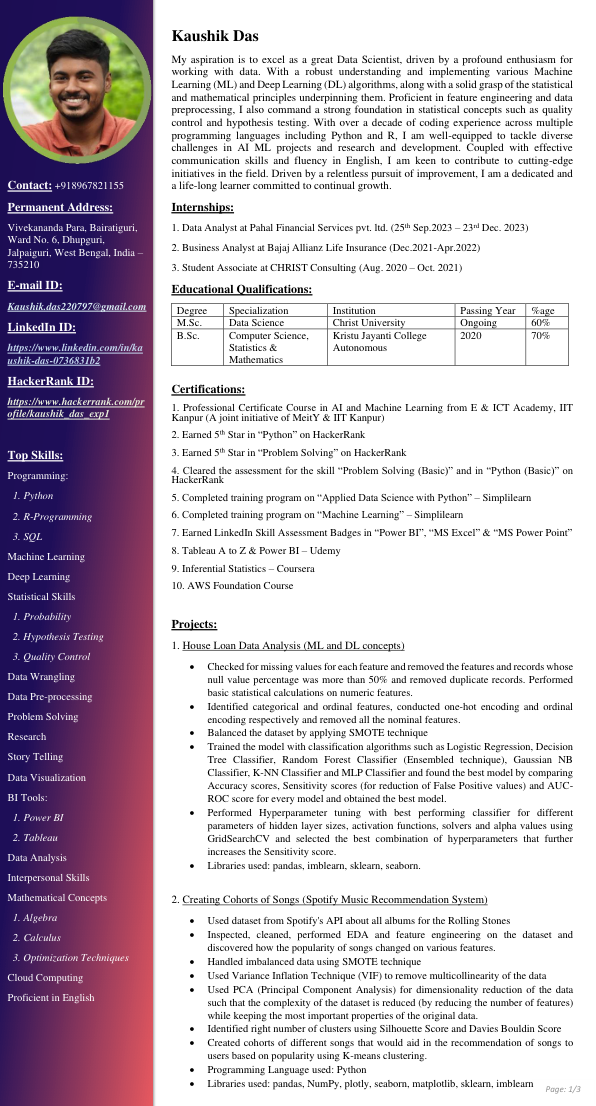 Contact: +918967821155
Permanent Address:
Vivekananda Para, Bairatiguri,
Ward No. 6, Dhupguri,
Jalpaiguri, West Bengal, India –
735210
E-mail ID:
Kaushik.das220797@gmail.com
LinkedIn ID:
https://www.linkedin.com/in/ka
ushik-das-0736831b2
HackerRank ID:
https://www.hackerrank.com/pr
ofile/kaushik_das_exp1
Top Skills:
Programming:
1. Python
2. R-Programming
3. SQL
Machine Learning
Deep Learning
Statistical Skills
1. Probability
2. Hypothesis Testing
3. Quality Control
Data Wrangling
Data Pre-processing
Problem Solving
Research
Story Telling
Data Visualization
BI Tools:
1. Power BI
2. Tableau
Data Analysis
Interpersonal Skills
Mathematical Concepts
1. Algebra
2. Calculus
3. Optimization Techniques
Cloud Computing
Proficient in English
Kaushik Das
My aspiration is to excel as a great Data Scientist, driven by a profound enthusiasm for
working with data. With a robust understanding and implementing various Machine
Learning (ML) and Deep Learning (DL) algorithms, along with a solid grasp of the statistical
and mathematical principles underpinning them. Proficient in feature engineering and data
preprocessing, I also command a strong foundation in statistical concepts such as quality
control and hypothesis testing. With over a decade of coding experience across multiple
programming languages including Python and R, I am well-equipped to tackle diverse
challenges in AI ML projects and research and development. Coupled with effective
communication skills and fluency in English, I am keen to contribute to cutting-edge
initiatives in the field. Driven by a relentless pursuit of improvement, I am a dedicated and
a life-long learner committed to continual growth.
Internships:
1. Data Analyst at Pahal Financial Services pvt. ltd. (25th Sep.2023 – 23rd Dec. 2023)
2. Business Analyst at Bajaj Allianz Life Insurance (Dec.2021-Apr.2022)
3. Student Associate at CHRIST Consulting (Aug. 2020 – Oct. 2021)
Educational Qualifications:
Degree Specialization Institution Passing Year %age
M.Sc. Data Science Christ University Ongoing 60%
B.Sc. Computer Science, Kristu Jayanti College 2020 70%
Statistics & Autonomous
Mathematics
Certifications:
1. Professional Certificate Course in AI and Machine Learning from E & ICT Academy, IIT
Kanpur (A joint initiative of MeitY & IIT Kanpur)
2. Earned 5th Star in “Python” on HackerRank
3. Earned 5th Star in “Problem Solving” on HackerRank
4. Cleared the assessment for the skill “Problem Solving (Basic)” and in “Python (Basic)” on
HackerRank
5. Completed training program on “Applied Data Science with Python” – Simplilearn
6. Completed training program on “Machine Learning” – Simplilearn
7. Earned LinkedIn Skill Assessment Badges in “Power BI”, “MS Excel” & “MS Power Point”
8. Tableau A to Z & Power BI – Udemy
9. Inferential Statistics – Coursera
10. AWS Foundation Course
Projects:
1. House Loan Data Analysis (ML and DL concepts)
• Checked for missing values for each feature and removed the features and records whose
null value percentage was more than 50% and removed duplicate records. Performed
basic statistical calculations on numeric features.
• Identified categorical and ordinal features, conducted one-hot encoding and ordinal
encoding respectively and removed all the nominal features.
• Balanced the dataset by applying SMOTE technique
• Trained the model with classification algorithms such as Logistic Regression, Decision
Tree Classifier, Random Forest Classifier (Ensembled technique), Gaussian NB
Classifier, K-NN Classifier and MLP Classifier and found the best model by comparing
Accuracy scores, Sensitivity scores (for reduction of False Positive values) and AUC-
ROC score for every model and obtained the best model.
• Performed Hyperparameter tuning with best performing classifier for different
parameters of hidden layer sizes, activation functions, solvers and alpha values using
GridSearchCV and selected the best combination of hyperparameters that further
increases the Sensitivity score.
• Libraries used: pandas, imblearn, sklearn, seaborn.
2. Creating Cohorts of Songs (Spotify Music Recommendation System)
• Used dataset from Spotify's API about all albums for the Rolling Stones
• Inspected, cleaned, performed EDA and feature engineering on the dataset and
discovered how the popularity of songs changed on various features.
• Handled imbalanced data using SMOTE technique
• Used Variance Inflation Technique (VIF) to remove multicollinearity of the data
• Used PCA (Principal Component Analysis) for dimensionality reduction of the data
such that the complexity of the dataset is reduced (by reducing the number of features)
while keeping the most important properties of the original data.
• Identified right number of clusters using Silhouette Score and Davies Bouldin Score
• Created cohorts of different songs that would aid in the recommendation of songs to
users based on popularity using K-means clustering.
• Programming Language used: Python
• Libraries used: pandas, NumPy, plotly, seaborn, matplotlib, sklearn, imblearn
Page: 1/3